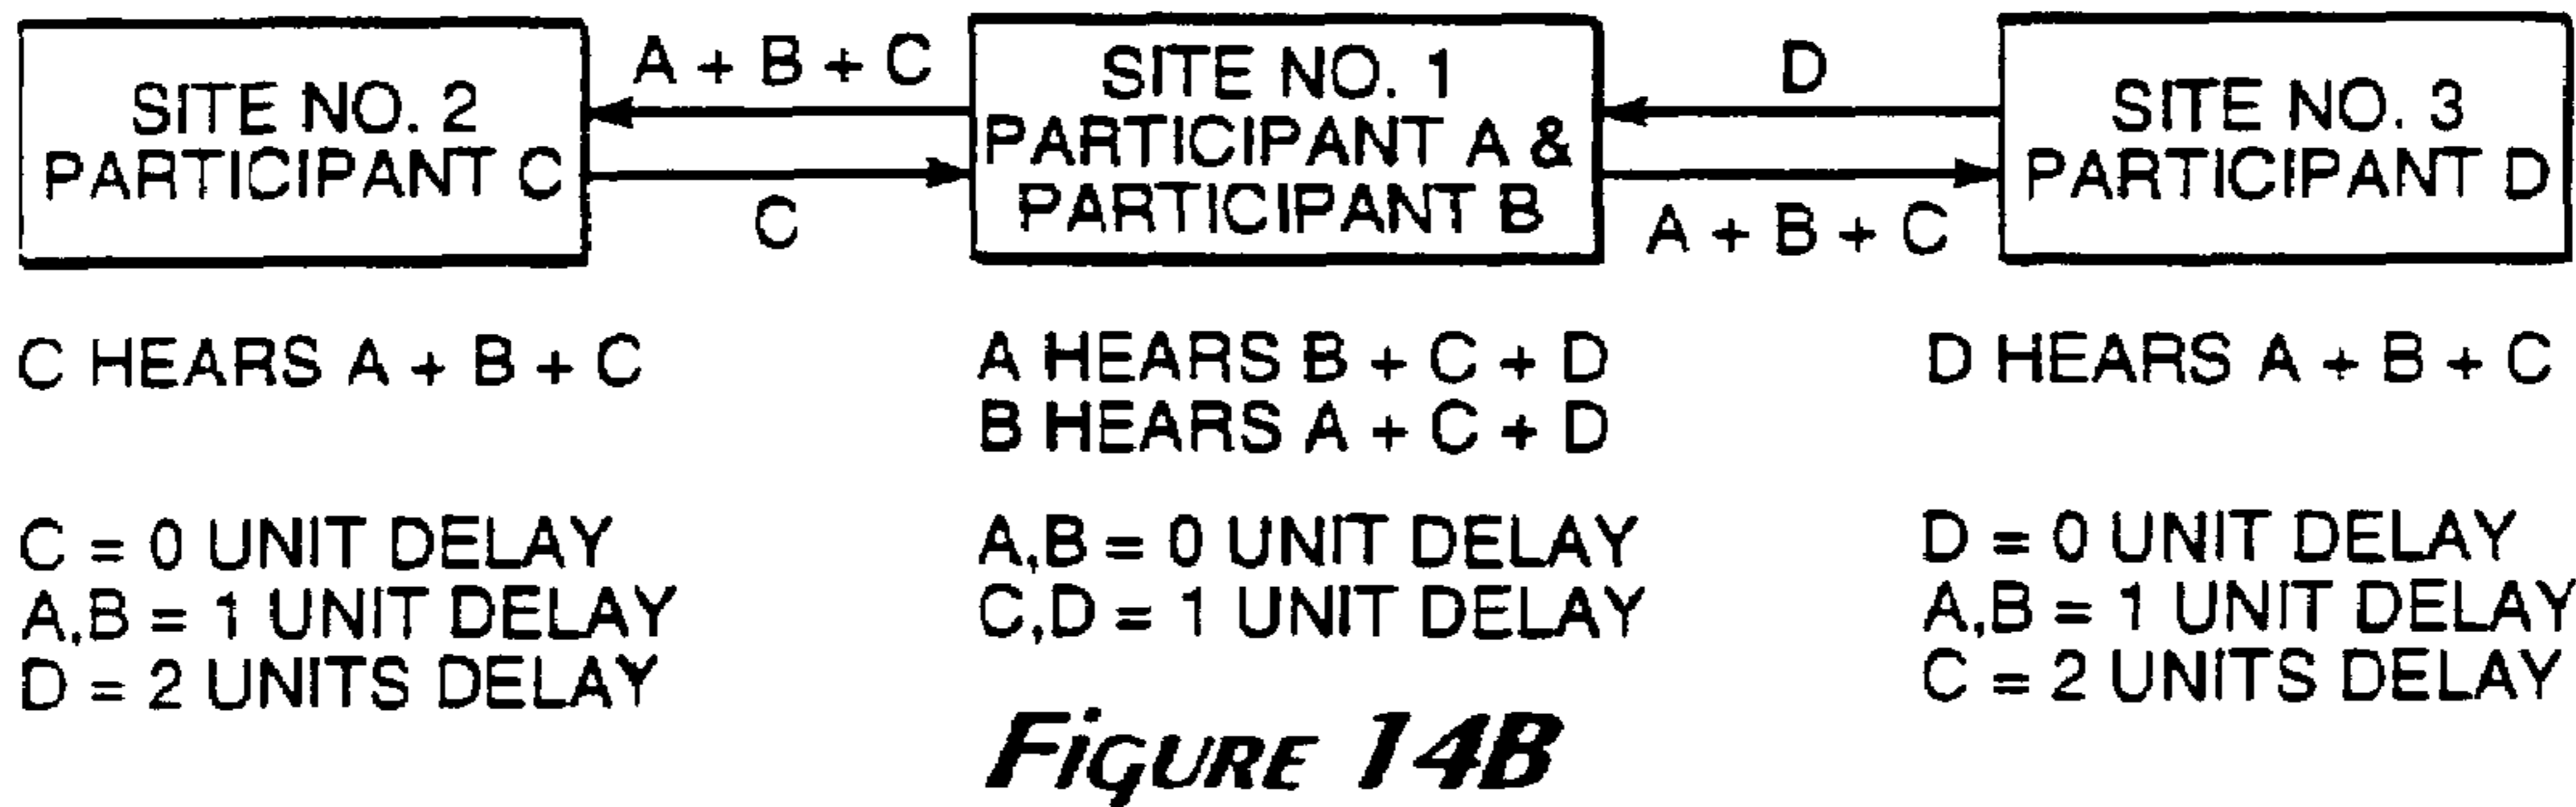 SITE NO. 2
PARTICIPANT C
A + B + C
C
SITE NO. 1
PARTICIPANT A &
PARTICIPANT B
D
A + B + C
SITE NO. 3
PARTICIPANT D
C HEARS A + B + C
A HEARS B + C + D
B HEARS A + C + D
D HEARS A + B + C
C = 0 UNIT DELAY
A,B = 1 UNIT DELAY
D = 2 UNITS DELAY
A,B = 0 UNIT DELAY
C,D = 1 UNIT DELAY
D = 0 UNIT DELAY
A,B = 1 UNIT DELAY
C = 2 UNITS DELAY
FIGURE 14B